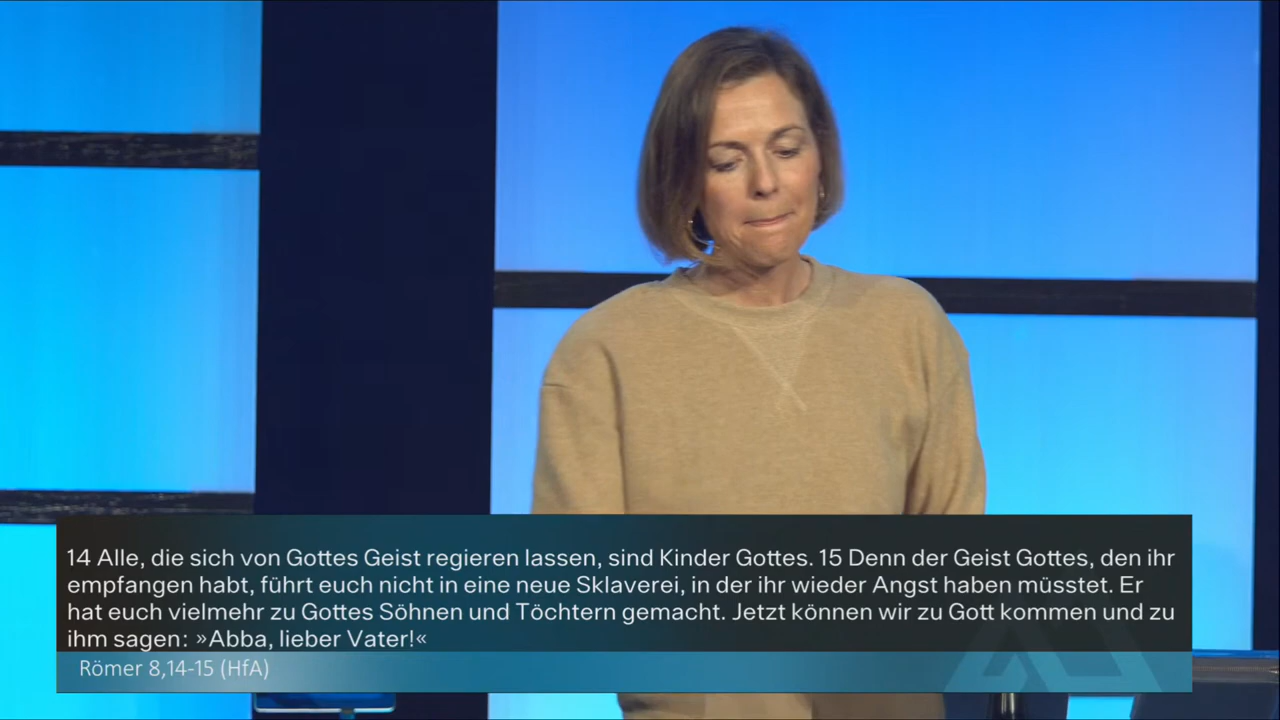 14 Alle, die sich von Gottes Geist regieren lassen, sind Kinder Gottes. 15 Denn der Geist Gottes, den ihr
empfangen habt, führt euch nicht in eine neue Sklaverei, in der ihr wieder Angst haben müsstet. Er
hat euch vielmehr zu Gottes Söhnen und Töchtern gemacht. Jetzt können wir zu Gott kommen und zu
ihm sagen: »Abba, lieber Vater!«
Römer 8,14-15 (HfA)